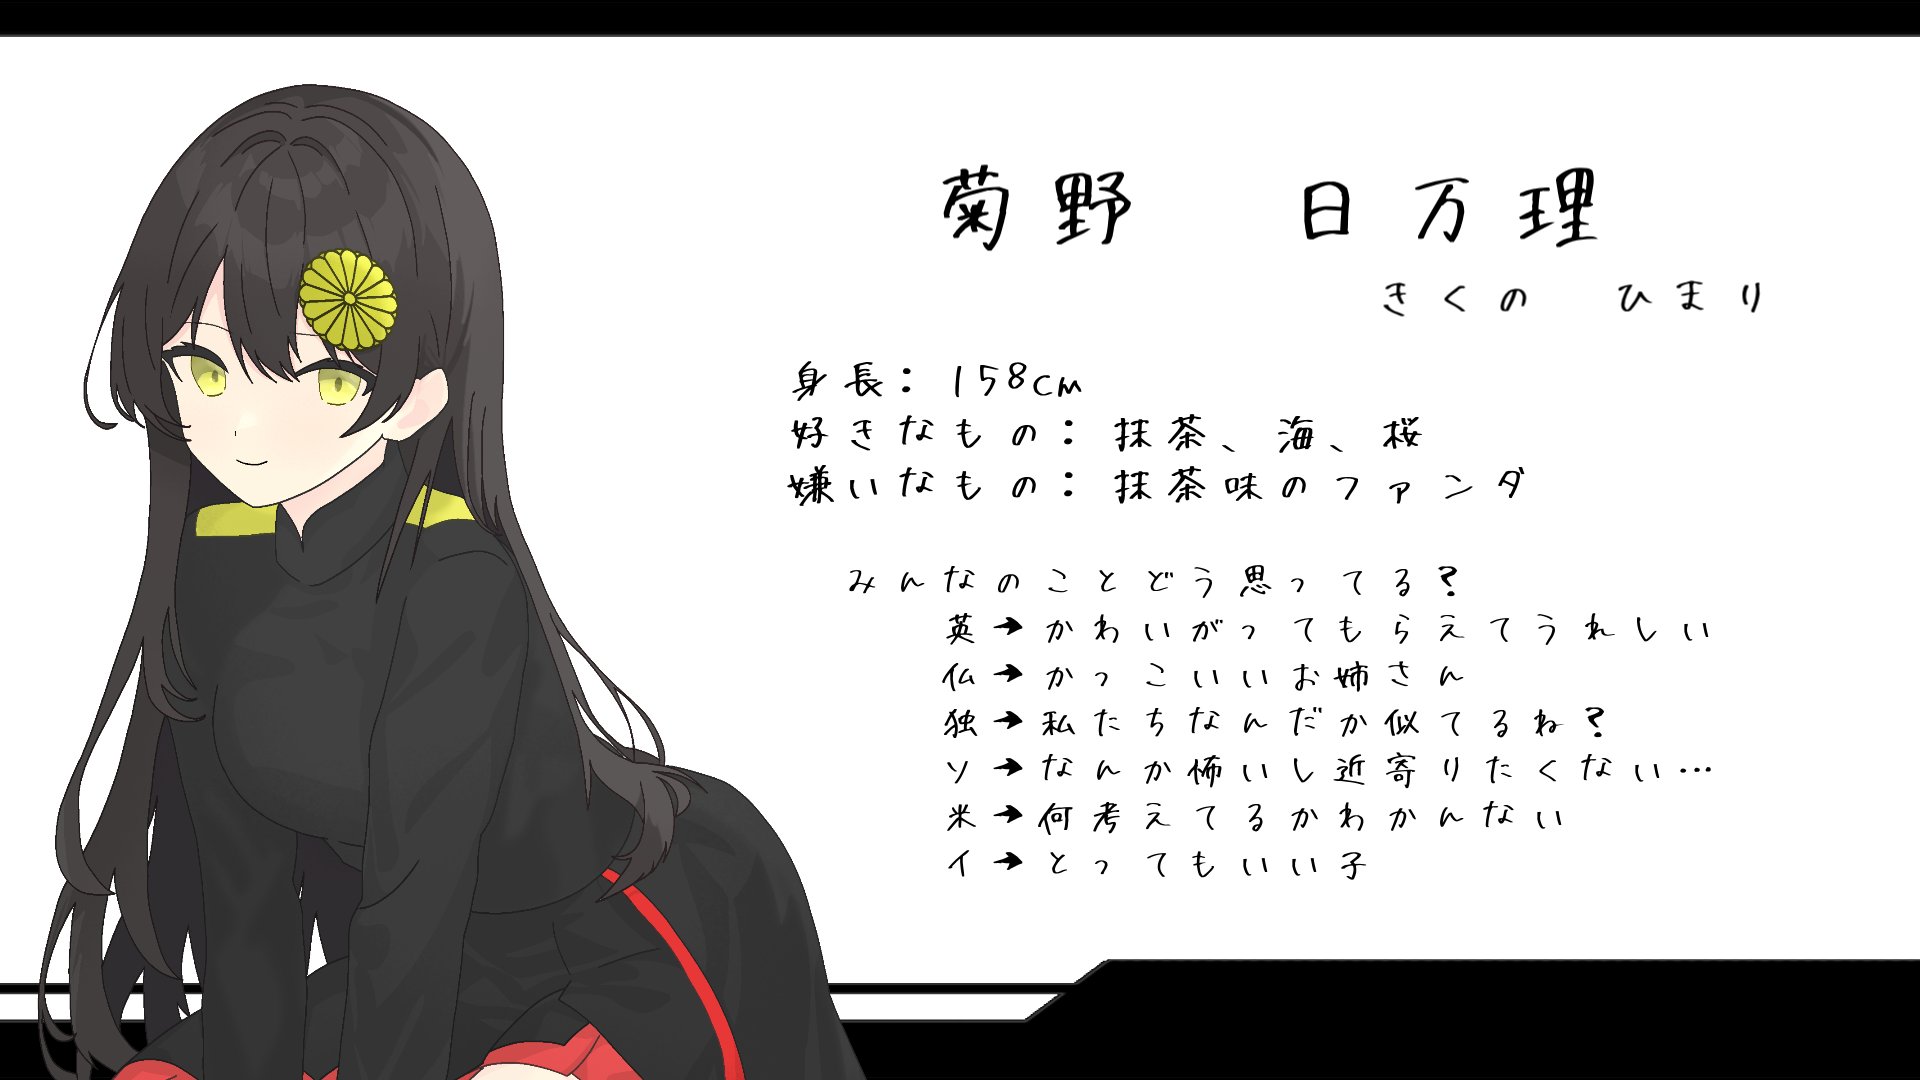 菊野 日万理
きくの ひまり
身長：158cm
好きなもの：抹茶、海、桜
嫌いなもの：抹茶味のファンダ
みんなのことどう思ってる？
英→かわいがってもらえてうれしい
仏→かっこいいお姉さん
独→私たちなんだか似てるね？
ソ→なんか怖いし近寄りたくない…
米→何考えてるかわかんない
イ→とってもいい子